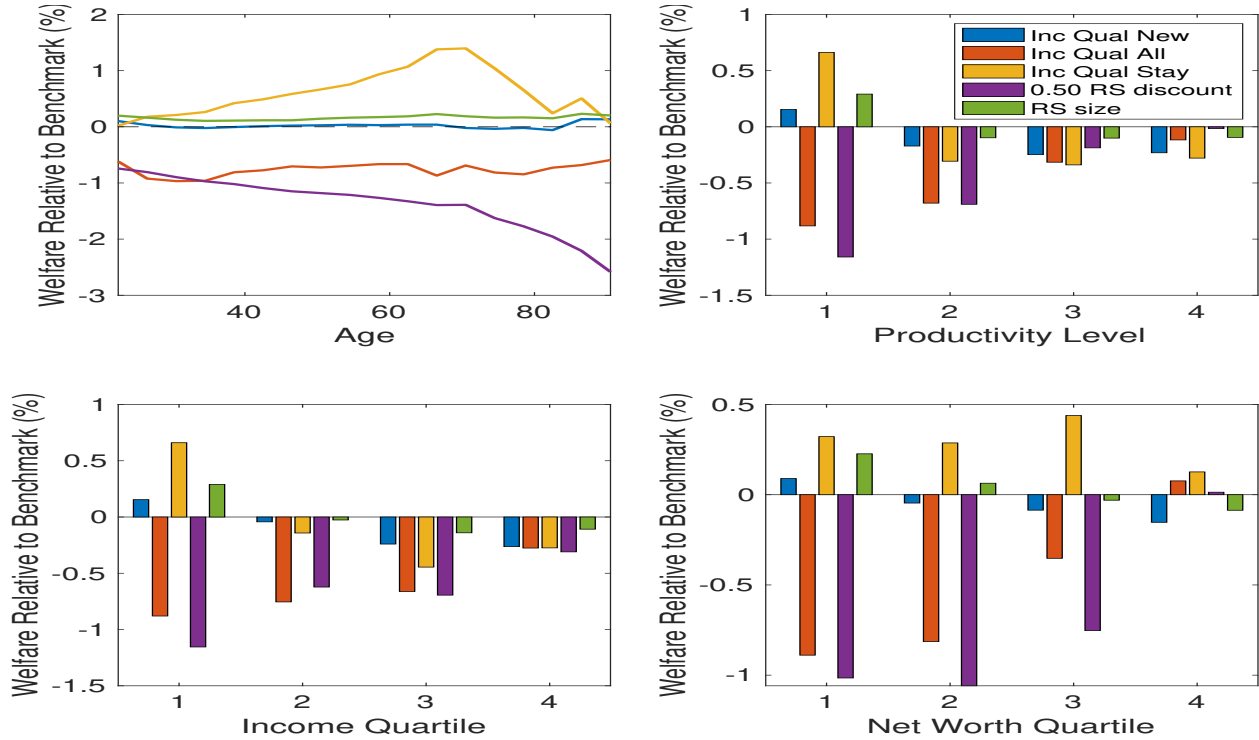 Welfare Relative to Benchmark (%)
2
1
0
-1
-2
-3
40
60
80
Age
Welfare Relative to Benchmark (%)
1
0.5
0
-0.5
-1
-1.5
1
2
3
4
Productivity Level
Inc Qual New
Inc Qual All
Inc Qual Stay
0.50 RS discount
RS size
Welfare Relative to Benchmark (%)
1
0.5
0
-0.5
-1
-1.5
1
2
3
4
Income Quartile
Welfare Relative to Benchmark (%)
0.5
0
-0.5
-1
1
2
3
4
Net Worth Quartile